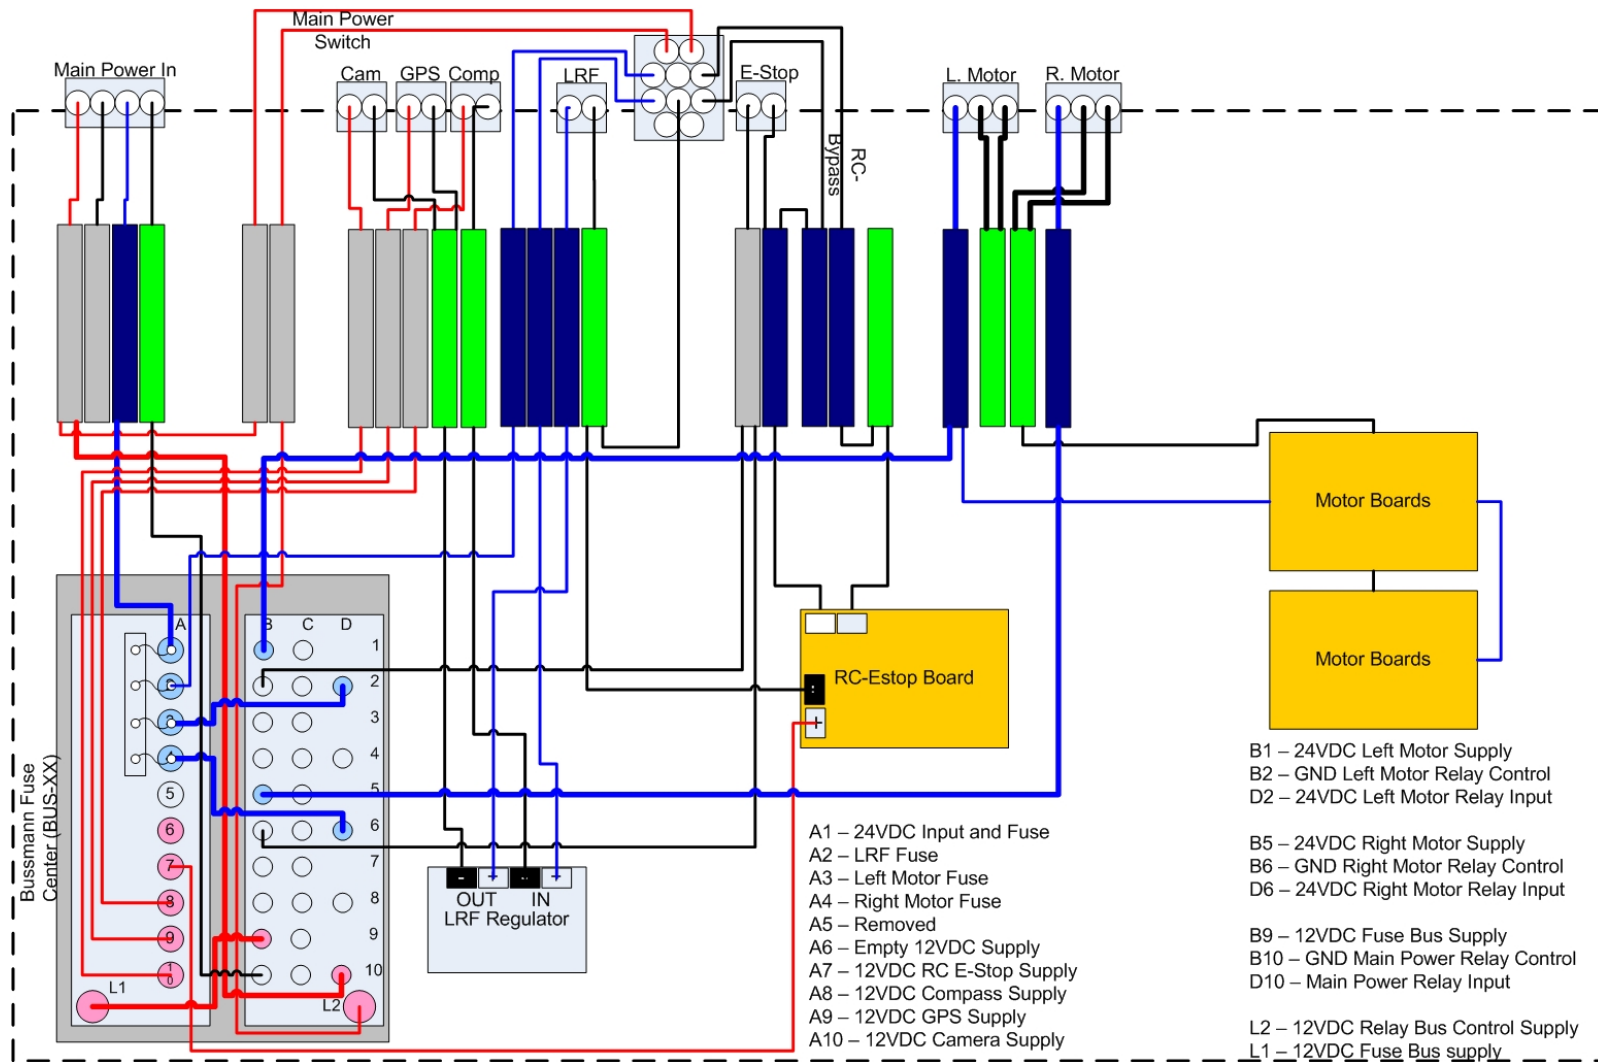 Main Power
Switch
Main Power In
Cam
GPS
Comp
LRF
E-Stop
L. Motor
R. Motor
RC-
Bypass
Motor Boards
Motor Boards
RC-Estop Board
+
Bussmann Fuse
Center (BUS-XX)
A
B
C
D
1
2
3
4
5
6
7
8
9
10
5
6
7
8
9
1
0
L1
L2
OUT
IN
LRF Regulator
A1 – 24VDC Input and Fuse
A2 – LRF Fuse
A3 – Left Motor Fuse
A4 – Right Motor Fuse
A5 – Removed
A6 – Empty 12VDC Supply
A7 – 12VDC RC E-Stop Supply
A8 – 12VDC Compass Supply
A9 – 12VDC GPS Supply
A10 – 12VDC Camera Supply
B1 – 24VDC Left Motor Supply
B2 – GND Left Motor Relay Control
D2 – 24VDC Left Motor Relay Input
B5 – 24VDC Right Motor Supply
B6 – GND Right Motor Relay Control
D6 – 24VDC Right Motor Relay Input
B9 – 12VDC Fuse Bus Supply
B10 – GND Main Power Relay Control
D10 – Main Power Relay Input
L2 – 12VDC Relay Bus Control Supply
L1 – 12VDC Fuse Bus supply